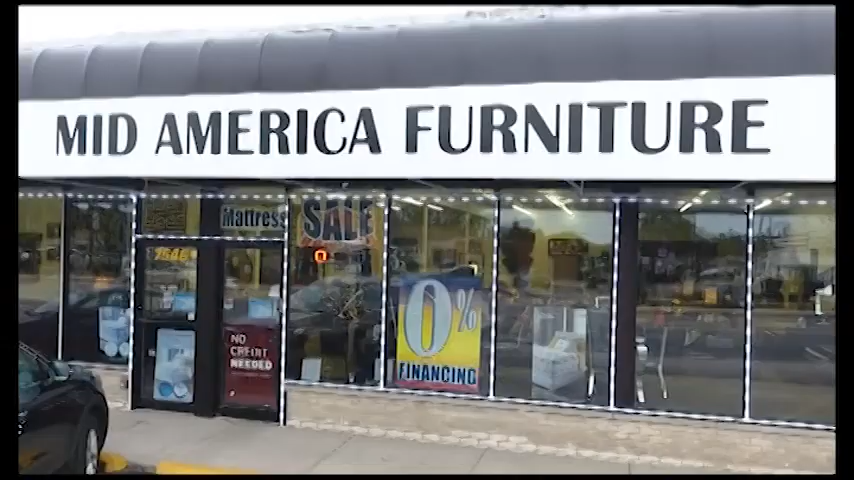 MID AMERICA FURNITURE
Mattress
SALE
0%
FINANCING
NO
CREDIT
NEEDED